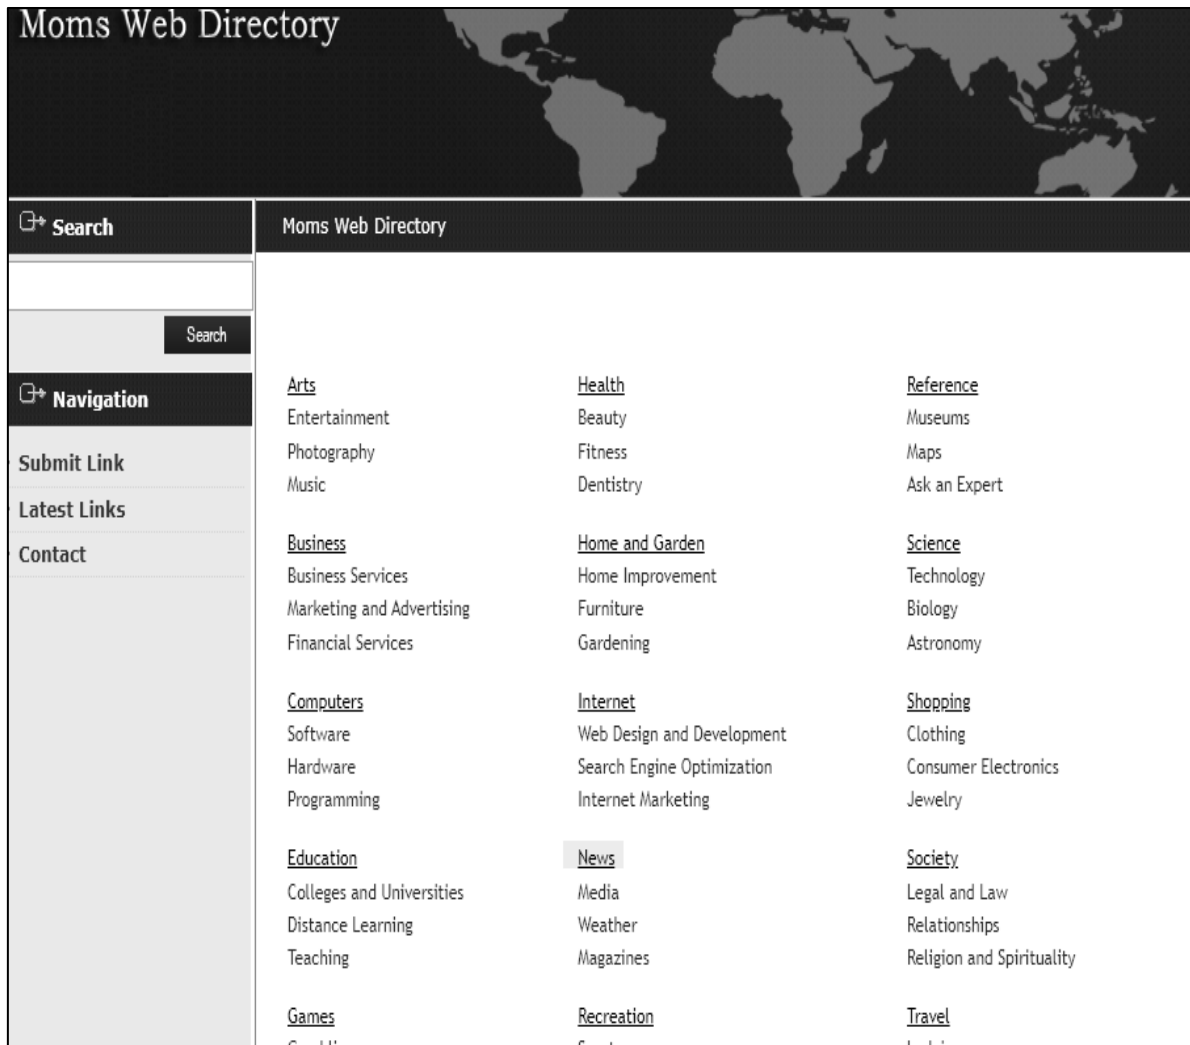 Moms Web Directory
Search
Moms Web Directory
Search
Navigation
Submit Link
Latest Links
Contact
Arts
Entertainment
Photography
Music
Health
Beauty
Fitness
Dentistry
Reference
Museums
Maps
Ask an Expert
Business
Business Services
Marketing and Advertising
Financial Services
Home and Garden
Home Improvement
Furniture
Gardening
Science
Technology
Biology
Astronomy
Computers
Software
Hardware
Programming
Internet
Web Design and Development
Search Engine Optimization
Internet Marketing
Shopping
Clothing
Consumer Electronics
Jewelry
Education
Colleges and Universities
Distance Learning
Teaching
News
Media
Weather
Magazines
Society
Legal and Law
Relationships
Religion and Spirituality
Games
Recreation
Travel